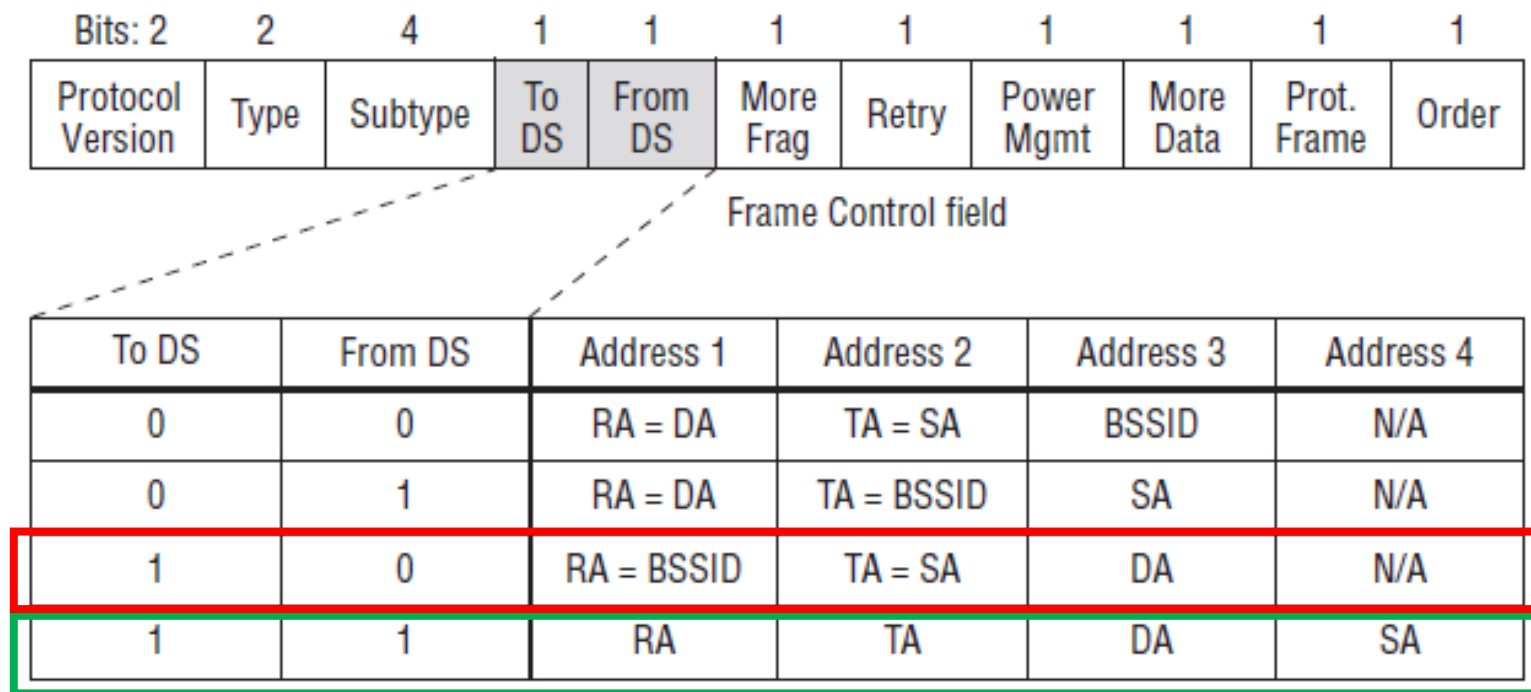 Bits: 2 2 4 1 1 1 1 1 1 1 1
Protocol Version Type Subtype To DS From DS More Frag Retry Power Mgmt More Data Prot. Frame Order
Frame Control field
To DS From DS Address 1 Address 2 Address 3 Address 4
0 0 RA = DA TA = SA BSSID N/A
0 1 RA = DA TA = BSSID SA N/A
1 0 RA = BSSID TA = SA DA N/A
1 1 RA TA DA SA